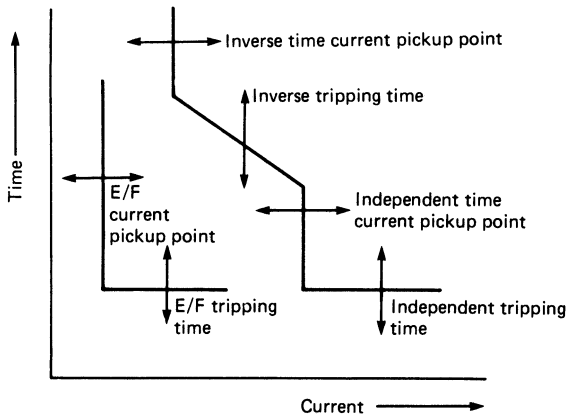 Inverse time current pickup point
Inverse tripping time
Time
E/F
current
pickup point
Independent time
current pickup point
E/F tripping
time
Independent tripping
time
Current